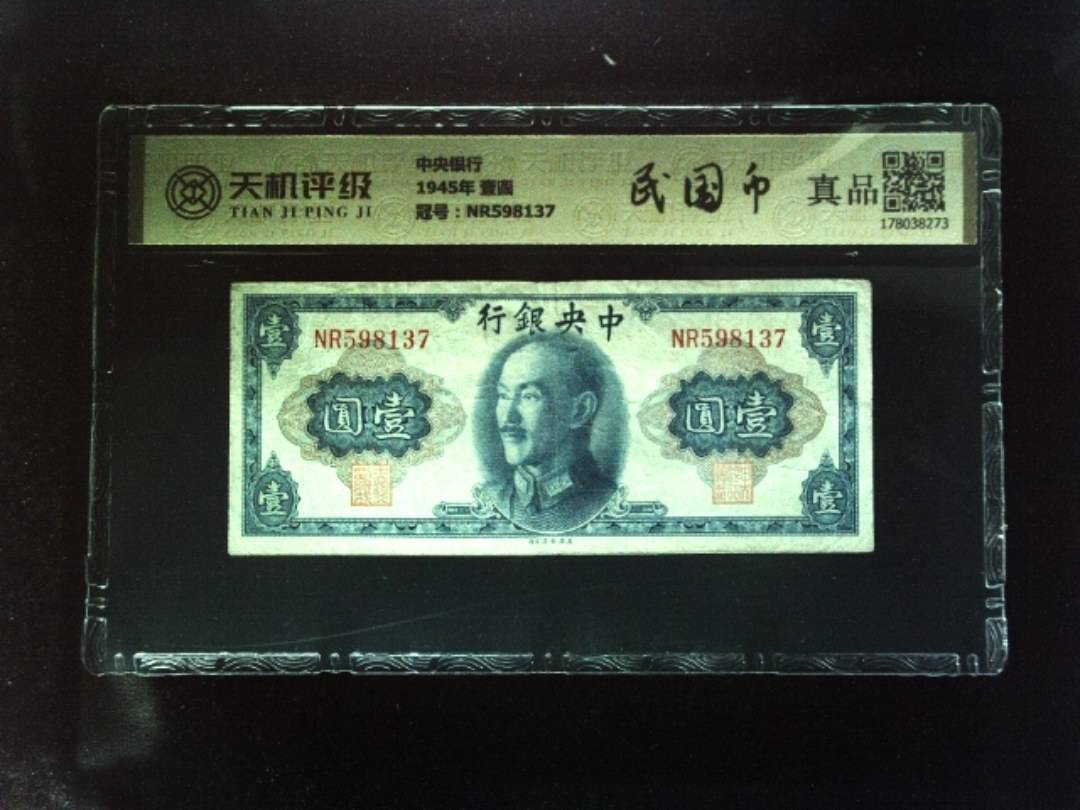 天机评级
TIAN JI PING JI
中央银行
1945年 壹圆
冠号：NR598137
民国币
真品
178038273
行銀央中
NR598137
NR598137
壹
壹
圓壹
圓壹
壹
壹